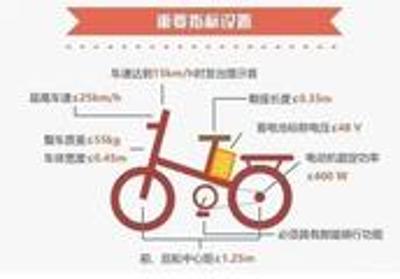 重要指标设置
车速达到15km/h时发出提示音
最高车速≤25km/h
鞍座长度≤0.35m
整车质量≤55kg
蓄电池标称电压≤48 V
车体宽度≤0.45m
电动机额定功率
≤400 W
必须具有脚踏骑行功能
前、后轮中心距≤1.25m